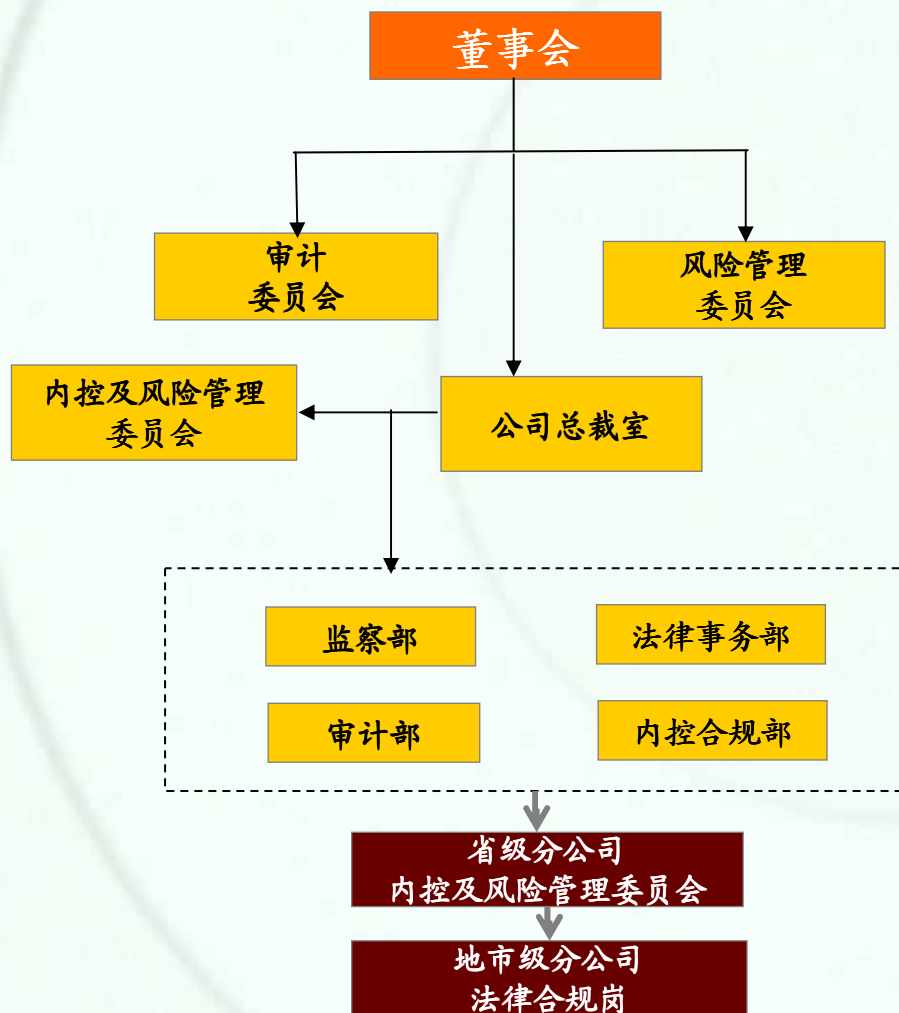 董事会
审计
委员会
风险管理
委员会
内控及风险管理
委员会
公司总裁室
监察部
法律事务部
审计部
内控合规部
省级分公司
内控及风险管理委员会
地市级分公司
法律合规岗